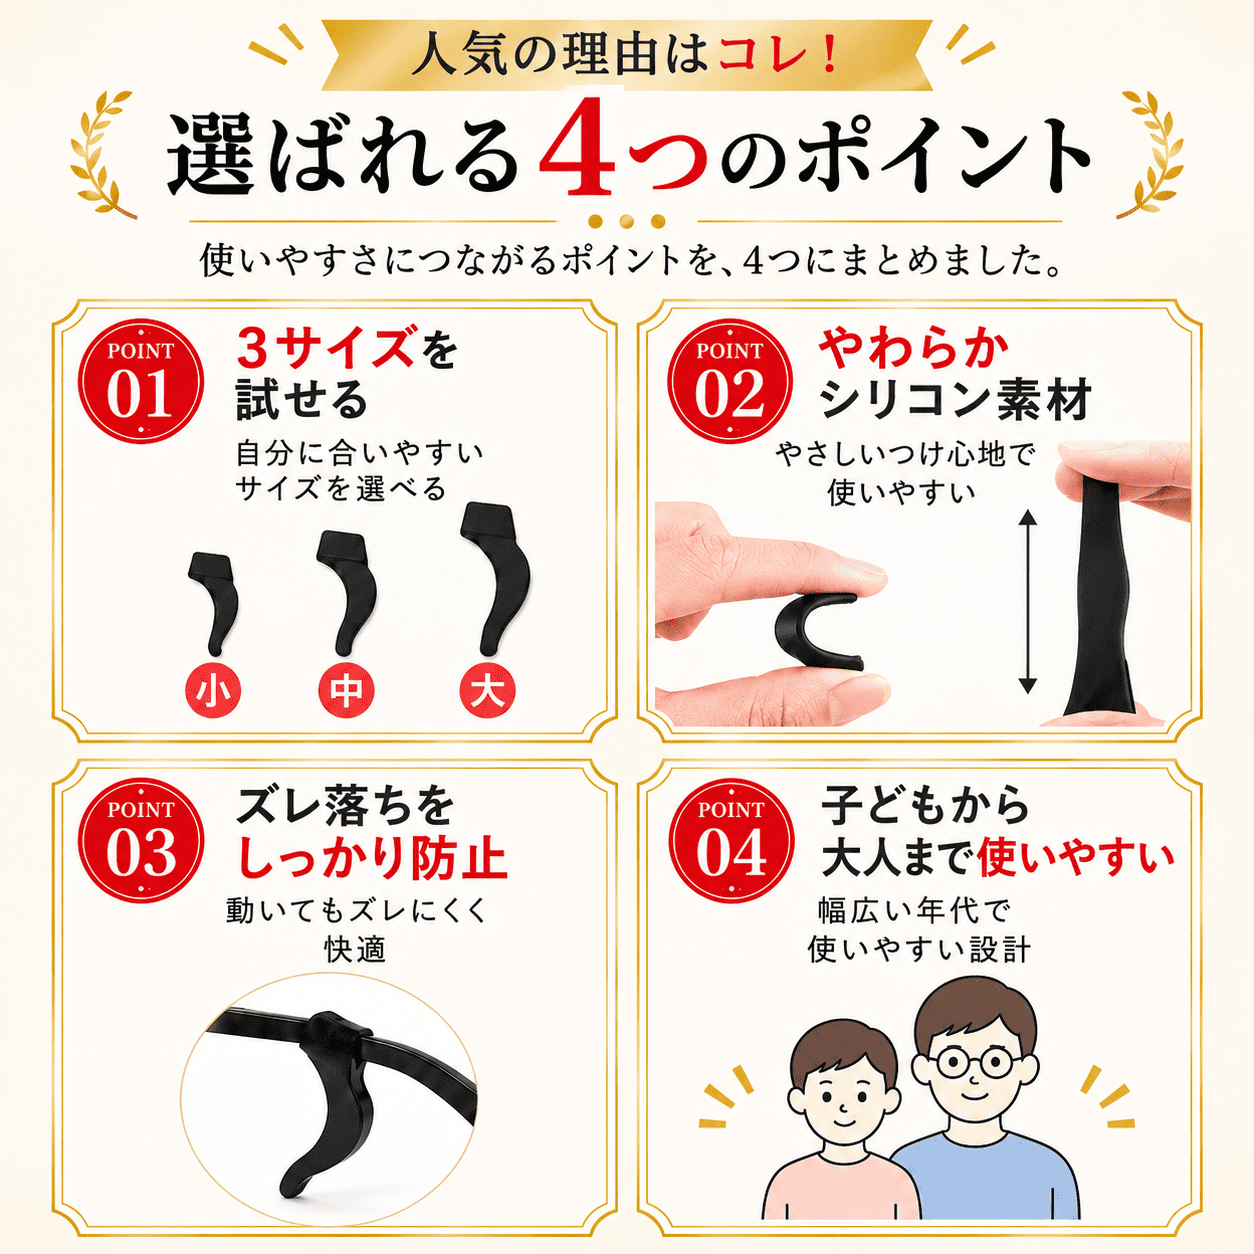 人気の理由はコレ!
選ばれる4つのポイント
使いやすさにつながるポイントを、4つにまとめました。
POINT
01
3サイズを
試せる
自分に合いやすい
サイズを選べる
小
中
大
POINT
02
やわらか
シリコン素材
やさしいつけ心地で
使いやすい
POINT
03
ズレ落ちを
しっかり防止
動いてもズレにくく
快適
POINT
04
子どもから
大人まで使いやすい
幅広い年代で
使いやすい設計